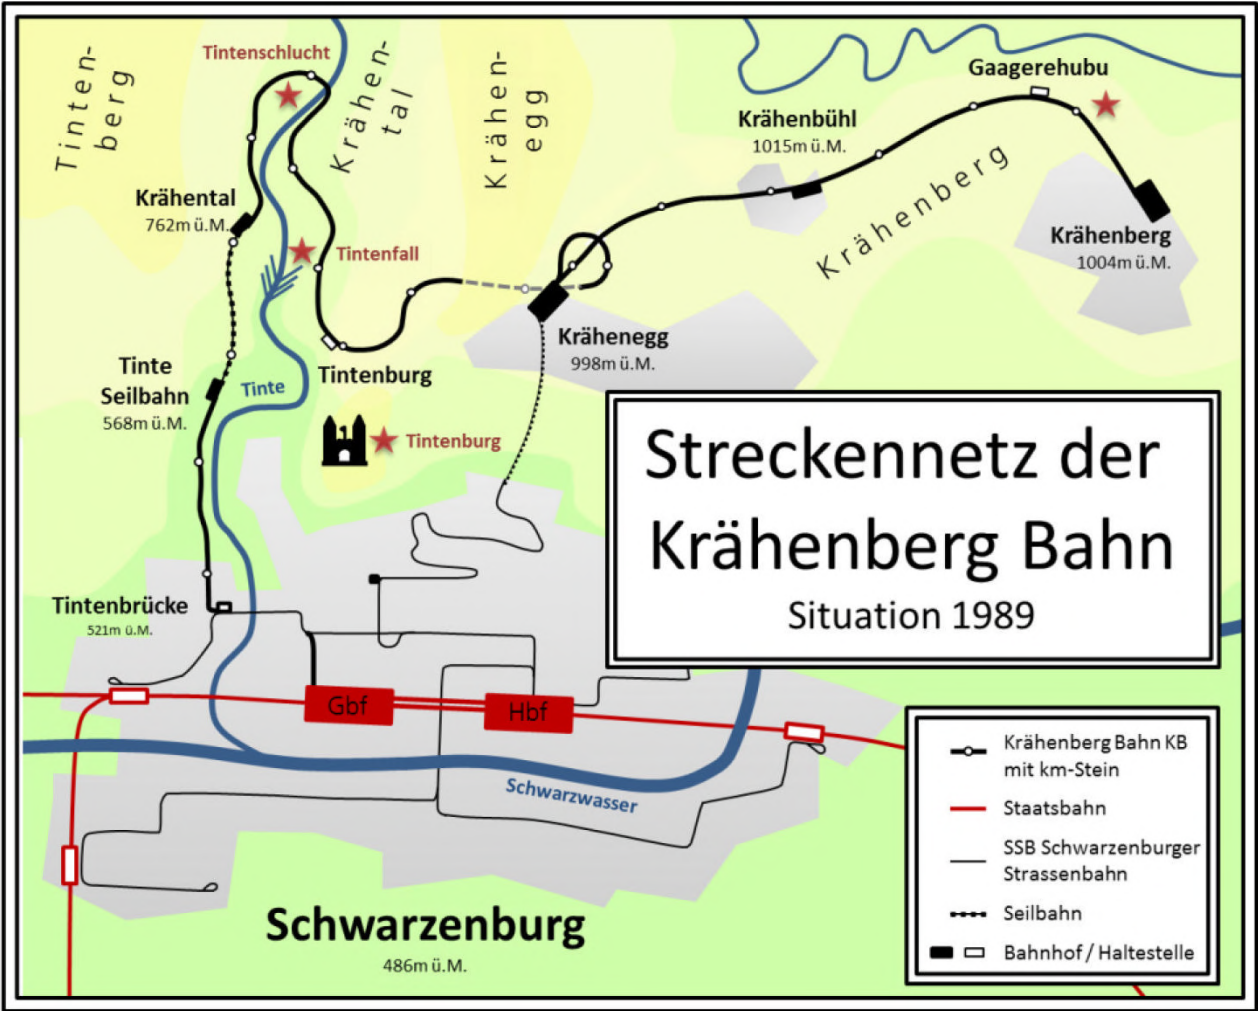 Tinten-
berg
Tintenschlucht
Krähen-
tal
Krähen-
egg
Gaagerehubu
Krähenbühl
1015m ü.M.
Krähenberg
Krähental
762m ü.M.
Tintenfall
Krähenberg
1004m ü.M.
Krähenegg
998m ü.M.
Tinte
Seilbahn
568m ü.M.
Tinte
Tintenburg
Tintenburg
Streckennetz der
Krähenberg Bahn
Situation 1989
Tintenbrücke
521m ü.M.
Gbf
Hbf
Schwarzwasser
Schwarzenburg
486m ü.M.
Krähenberg Bahn KB
mit km-Stein
Staatsbahn
SSB Schwarzenburger
Strassenbahn
Seilbahn
Bahnhof / Haltestelle